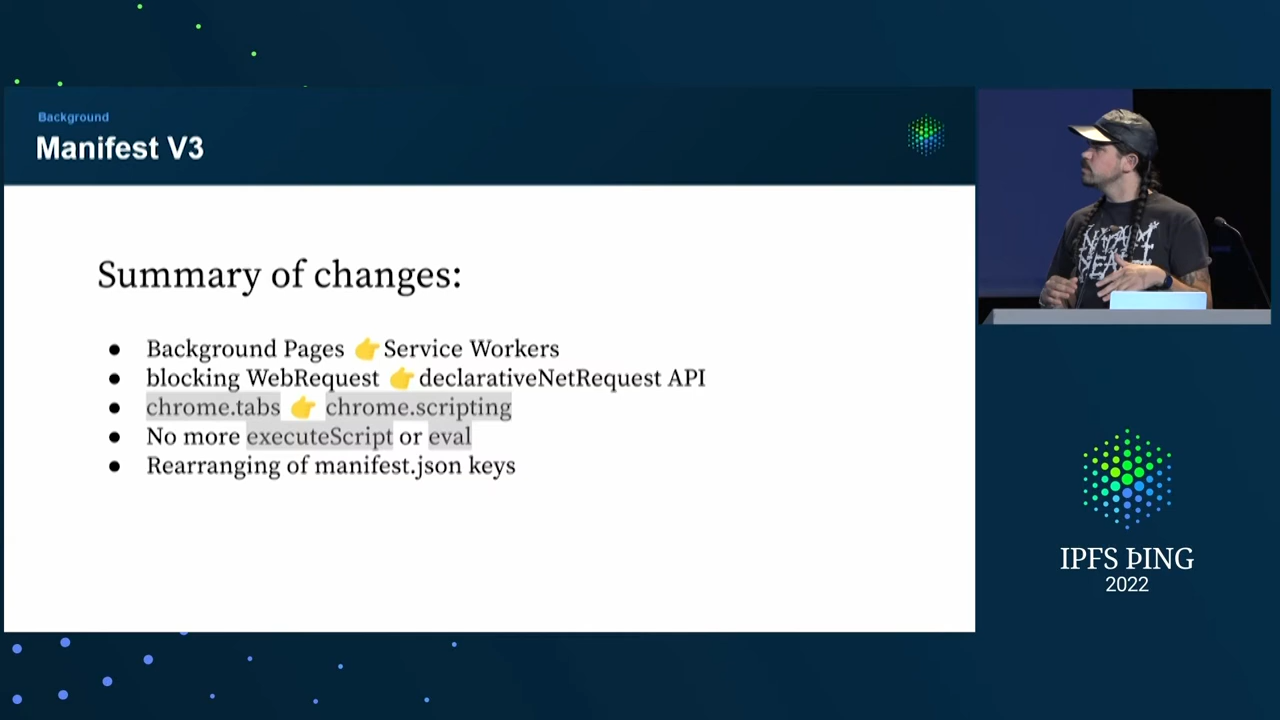 Background
Manifest V3
Summary of changes:
● Background Pages 👉 Service Workers
● blocking WebRequest 👉 declarativeNetRequest API
● chrome.tabs 👉 chrome.scripting
● No more executeScript or eval
● Rearranging of manifest.json keys
IPFS ÞING
2022